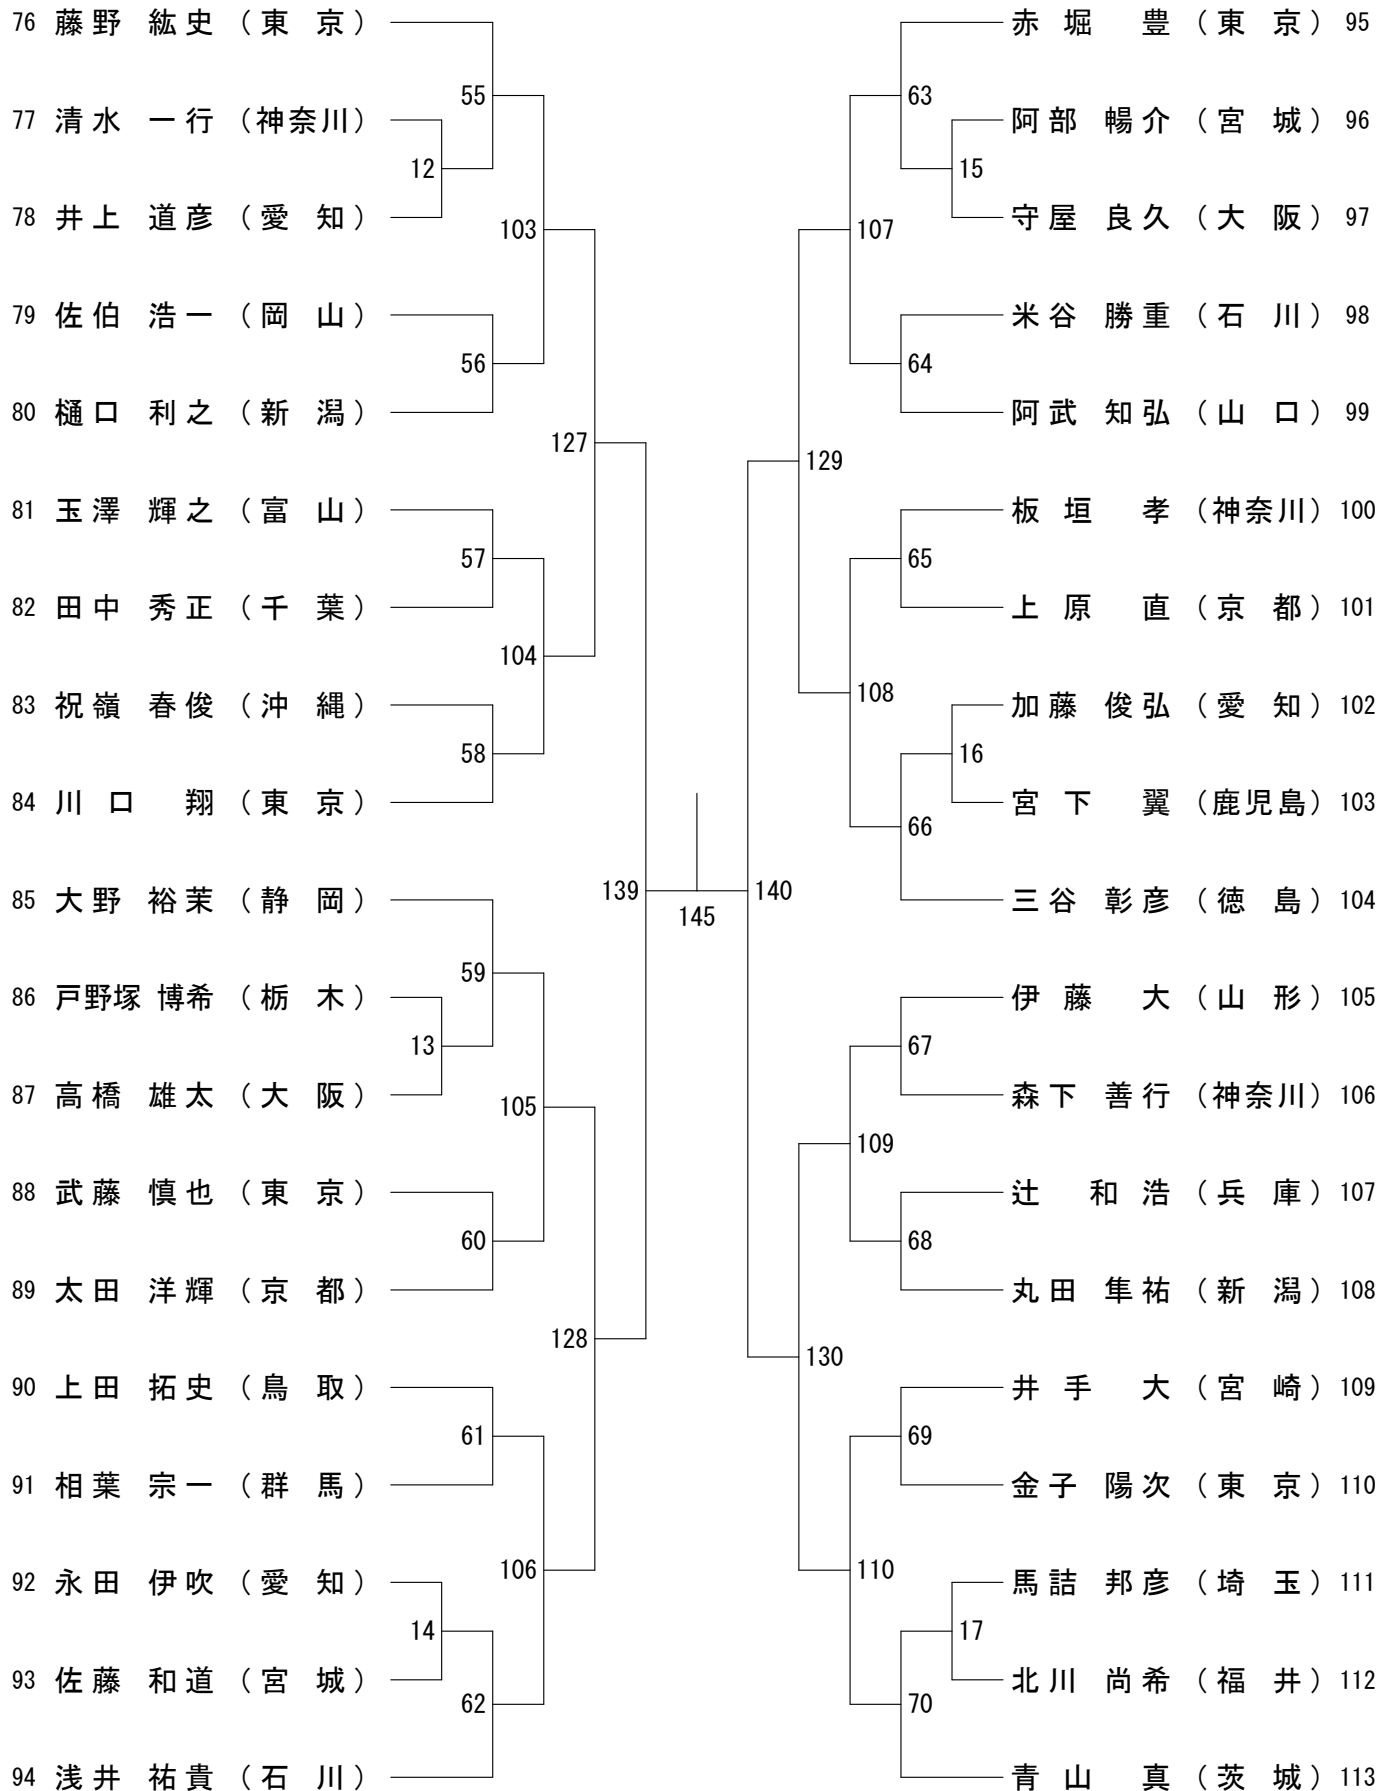 76 藤野 紘史 (東 京)
55
77 清水 一行 (神奈川)
12
78 井上 道彦 (愛 知)
103
79 佐伯 浩一 (岡 山)
56
80 樋口 利之 (新 潟)
127
81 玉澤 輝之 (富 山)
57
82 田中 秀正 (千 葉)
104
83 祝嶺 春俊 (沖 縄)
58
84 川口 翔 (東 京)
139
85 大野 裕茉 (静 岡)
59
86 戸野塚 博希 (栃 木)
13
87 高橋 雄太 (大 阪)
105
88 武藤 慎也 (東 京)
60
89 太田 洋輝 (京 都)
128
90 上田 拓史 (鳥 取)
61
91 相葉 宗一 (群 馬)
106
92 永田 伊吹 (愛 知)
14
93 佐藤 和道 (宮 城)
62
94 浅井 祐貴 (石 川)
145
赤堀 豊 (東 京) 95
63
阿部 暢介 (宮 城) 96
15
守屋 良久 (大 阪) 97
107
米谷 勝重 (石 川) 98
64
阿武 知弘 (山 口) 99
129
板垣 孝 (神奈川) 100
65
上原 直 (京 都) 101
108
加藤 俊弘 (愛 知) 102
16
宮下 翼 (鹿児島) 103
66
140
三谷 彰彦 (徳 島) 104
伊藤 大 (山 形) 105
67
森下 善行 (神奈川) 106
109
辻 和浩 (兵 庫) 107
68
丸田 隼祐 (新 潟) 108
130
井手 大 (宮 崎) 109
69
金子 陽次 (東 京) 110
110
馬詰 邦彦 (埼 玉) 111
17
北川 尚希 (福 井) 112
70
青山 真 (茨 城) 113